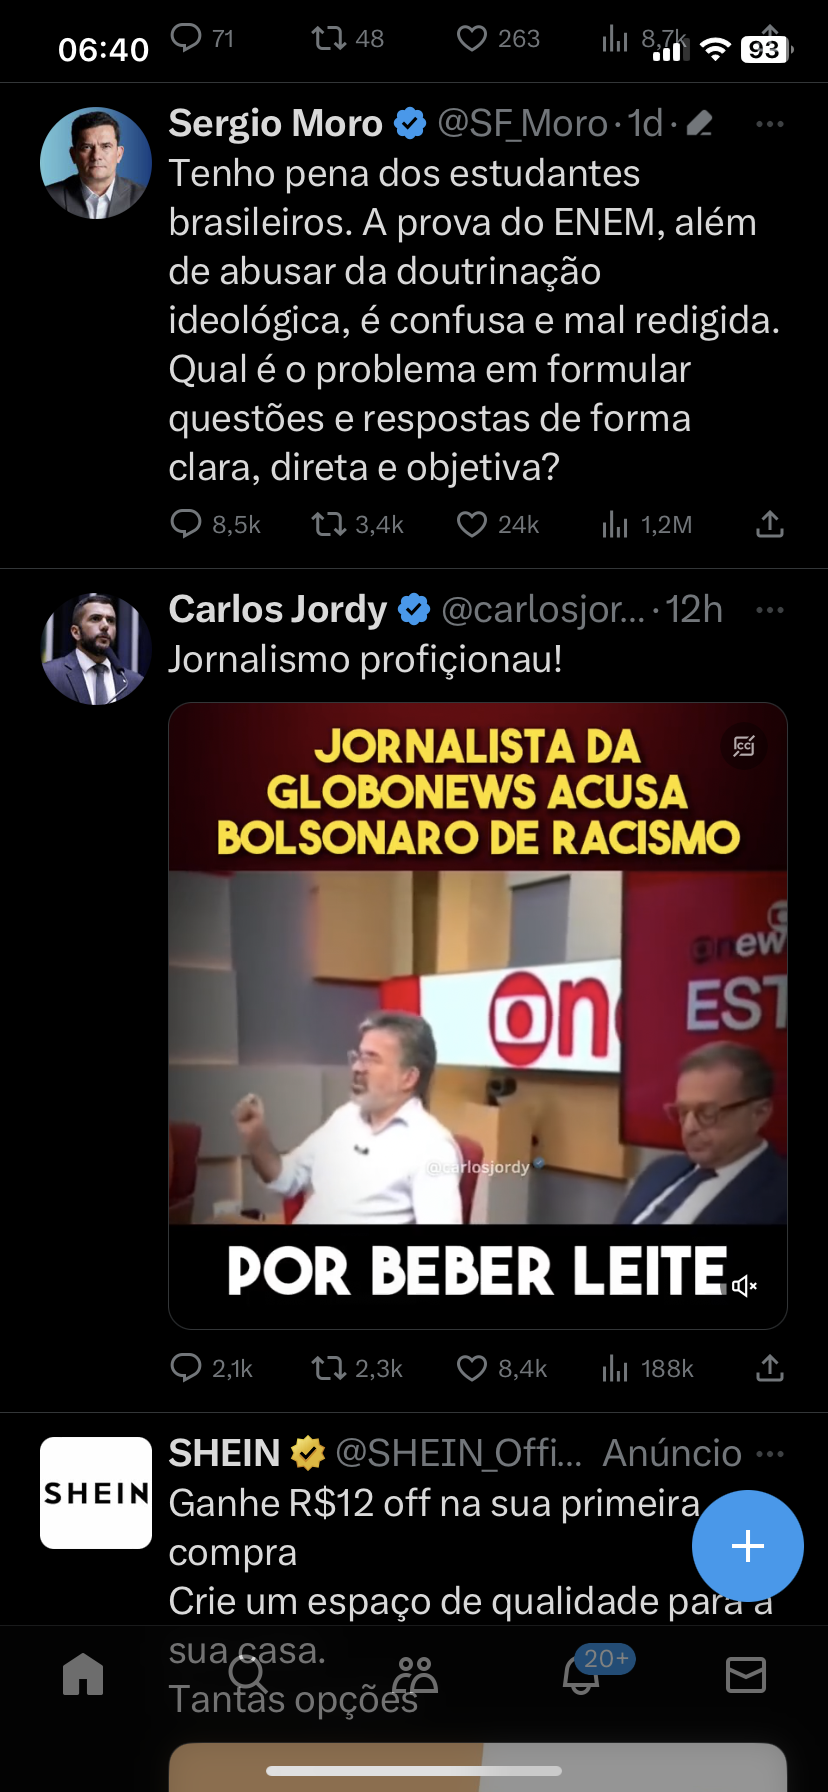 71 48 263 8,7k
06:40 93
Sergio Moro @SF_Moro · 1d ·
Tenho pena dos estudantes
brasileiros. A prova do ENEM, além
de abusar da doutrinação
ideológica, é confusa e mal redigida.
Qual é o problema em formular
questões e respostas de forma
clara, direta e objetiva?
8,5k 3,4k 24k 1,2M
Carlos Jordy @carlosjor... · 12h
Jornalismo profiçionau!
JORNALISTA DA
GLOBONEWS ACUSA
BOLSONARO DE RACISMO
CC
new
EST
on
@carlosjordy
POR BEBER LEITE
2,1k 2,3k 8,4k 188k
SHEIN
SHEIN @SHEIN_Offi... Anúncio
Ganhe R$12 off na sua primeira
compra
Crie um espaço de qualidade para a
sua casa.
20+
Tantas opções